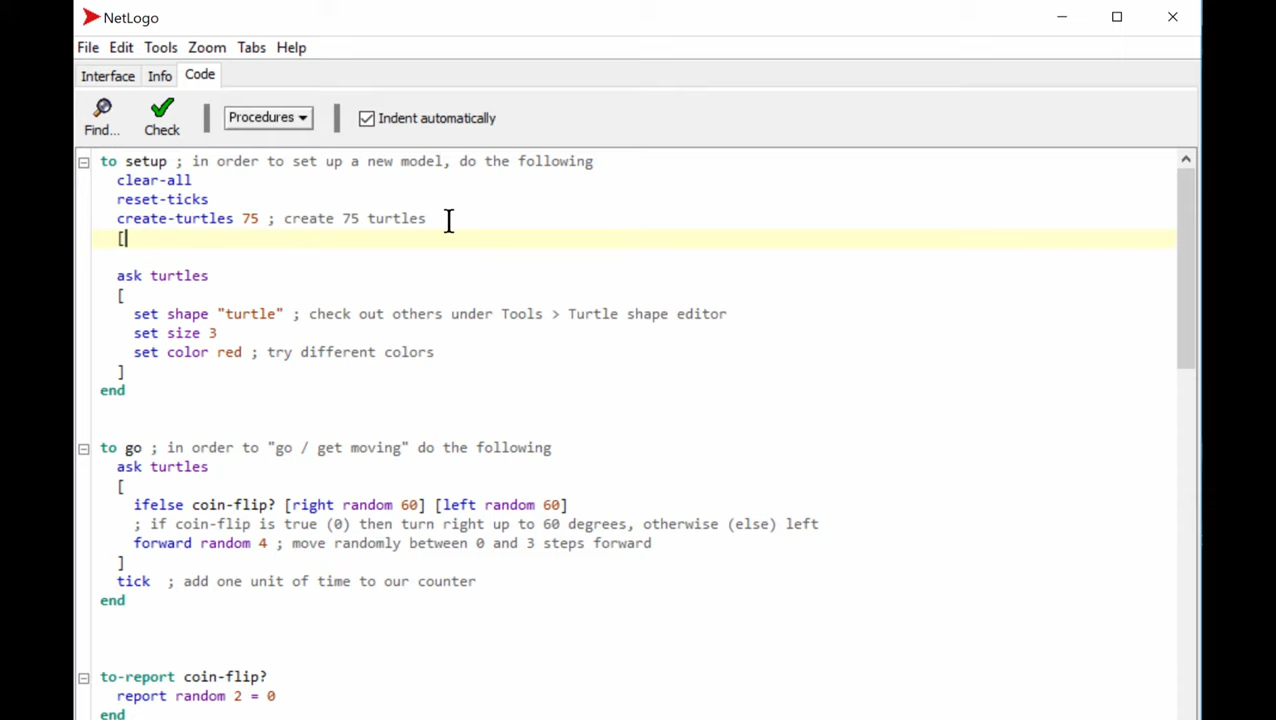 NetLogo
File Edit Tools Zoom Tabs Help
Interface Info Code
Find... Check Procedures Indent automatically
to setup ; in order to set up a new model, do the following
clear-all
reset-ticks
create-turtles 75 ; create 75 turtles
[
ask turtles
[
set shape "turtle" ; check out others under Tools > Turtle shape editor
set size 3
set color red ; try different colors
]
end
to go ; in order to "go / get moving" do the following
ask turtles
[
ifelse coin-flip? [right random 60] [left random 60]
; if coin-flip is true (0) then turn right up to 60 degrees, otherwise (else) left
forward random 4 ; move randomly between 0 and 3 steps forward
]
tick ; add one unit of time to our counter
end
to-report coin-flip?
report random 2 = 0
end